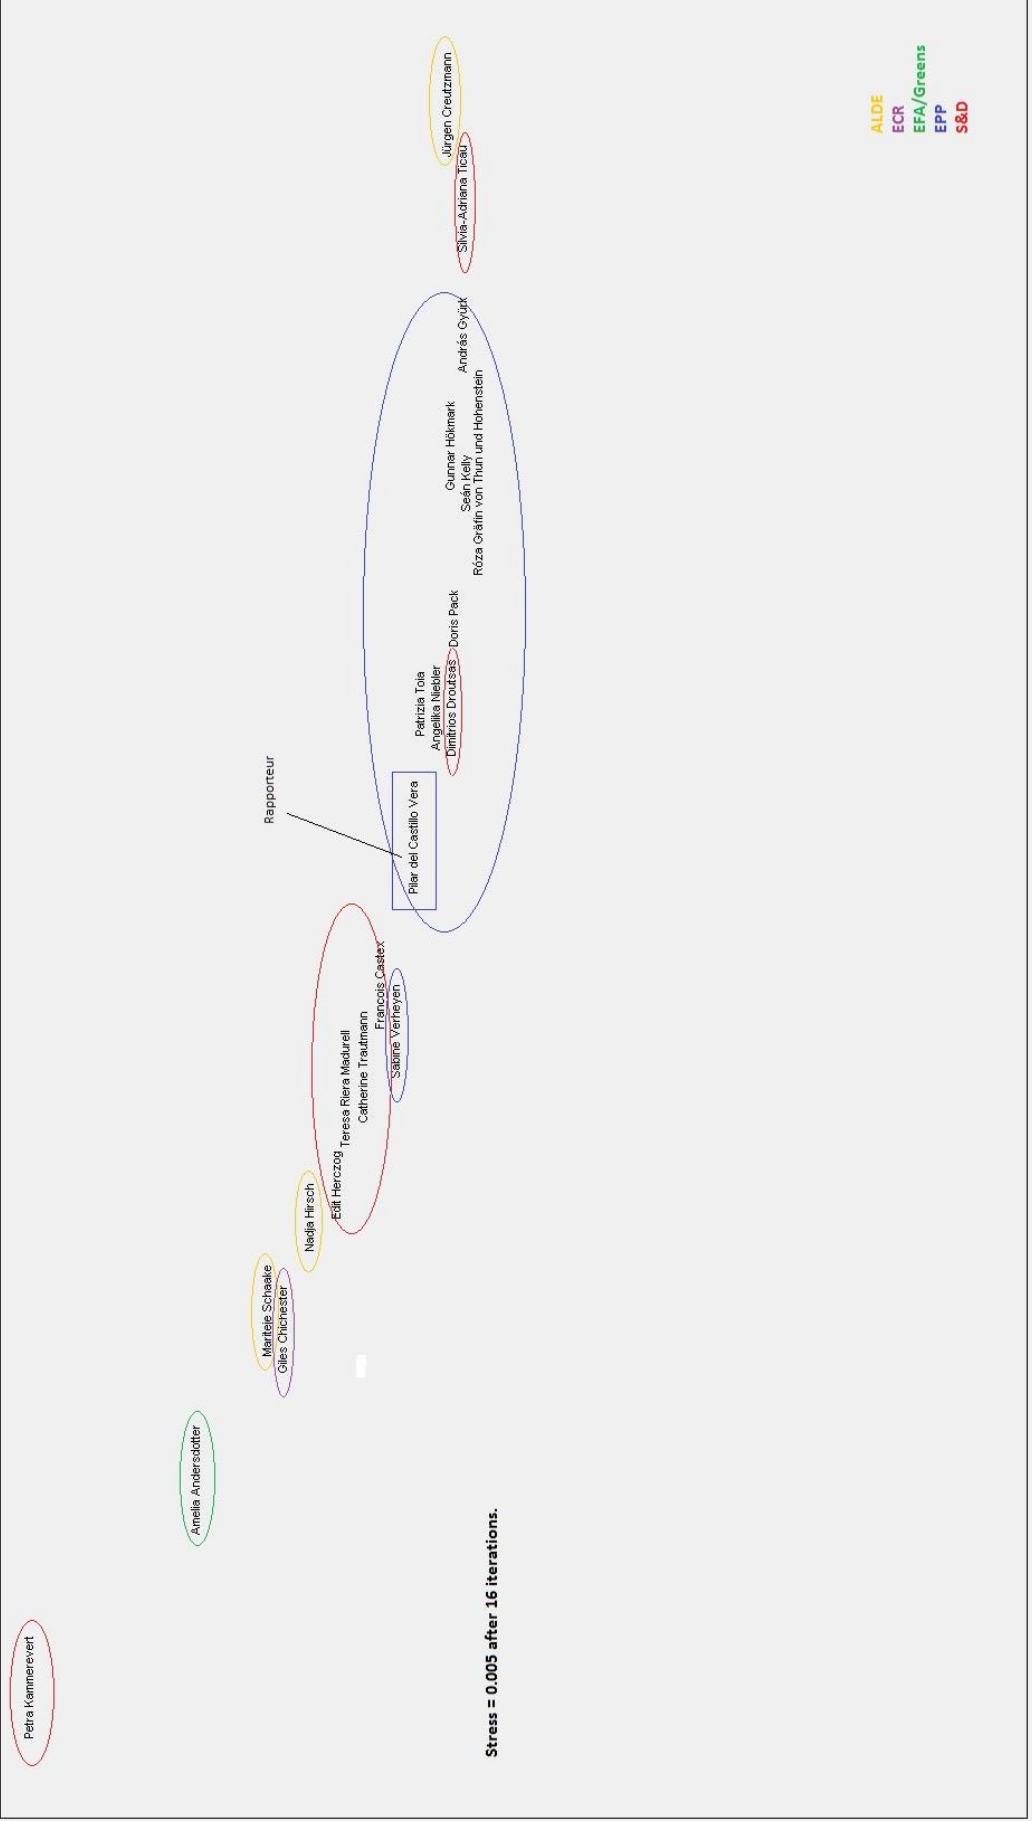 Petra Kammerevert
Amelia Andersdotter
Mariteie Schaake
Giles Chichester
Nadja Hirsch
Edit Herczog
Teresa Riera Madurell
Catherine Trautmann
Francois Castex
Sabine Verheyen
Rapporteur
Pilar del Castillo Vera
Patrizia Toia
Angelika Niebler
Dimitrios Droutsas
Doris Pack
Gunnar Hökmark
Seán Kelly
Róza Gräfin von Thun und Hohenstein
András Gyürk
Silvia-Adriana Ticau
Jürgen Creutzmann
Stress = 0.005 after 16 iterations.
ALDE
ECR
EFA/Greens
EPP
S&D